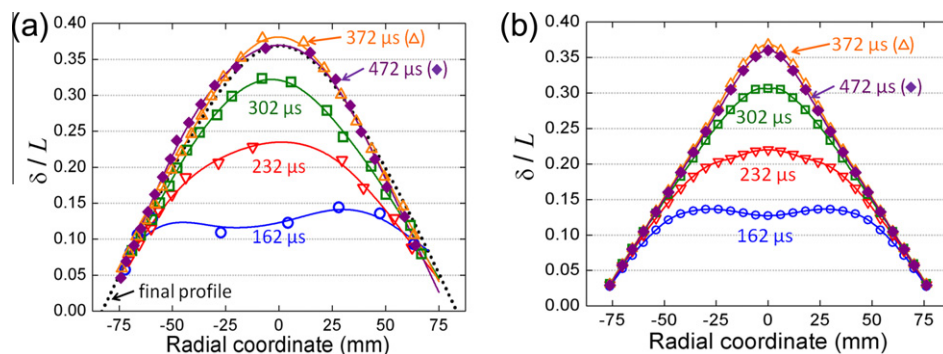 (a)
0.40
0.35
0.30
0.25
0.20
0.15
0.10
0.05
0.00
δ / L
372 µs (△)
472 µs (◆)
302 µs
232 µs
162 µs
final profile
-75 -50 -25 0 25 50 75
Radial coordinate (mm)
(b)
0.40
0.35
0.30
0.25
0.20
0.15
0.10
0.05
0.00
δ / L
372 µs (△)
472 µs (◆)
302 µs
232 µs
162 µs
-75 -50 -25 0 25 50 75
Radial coordinate (mm)